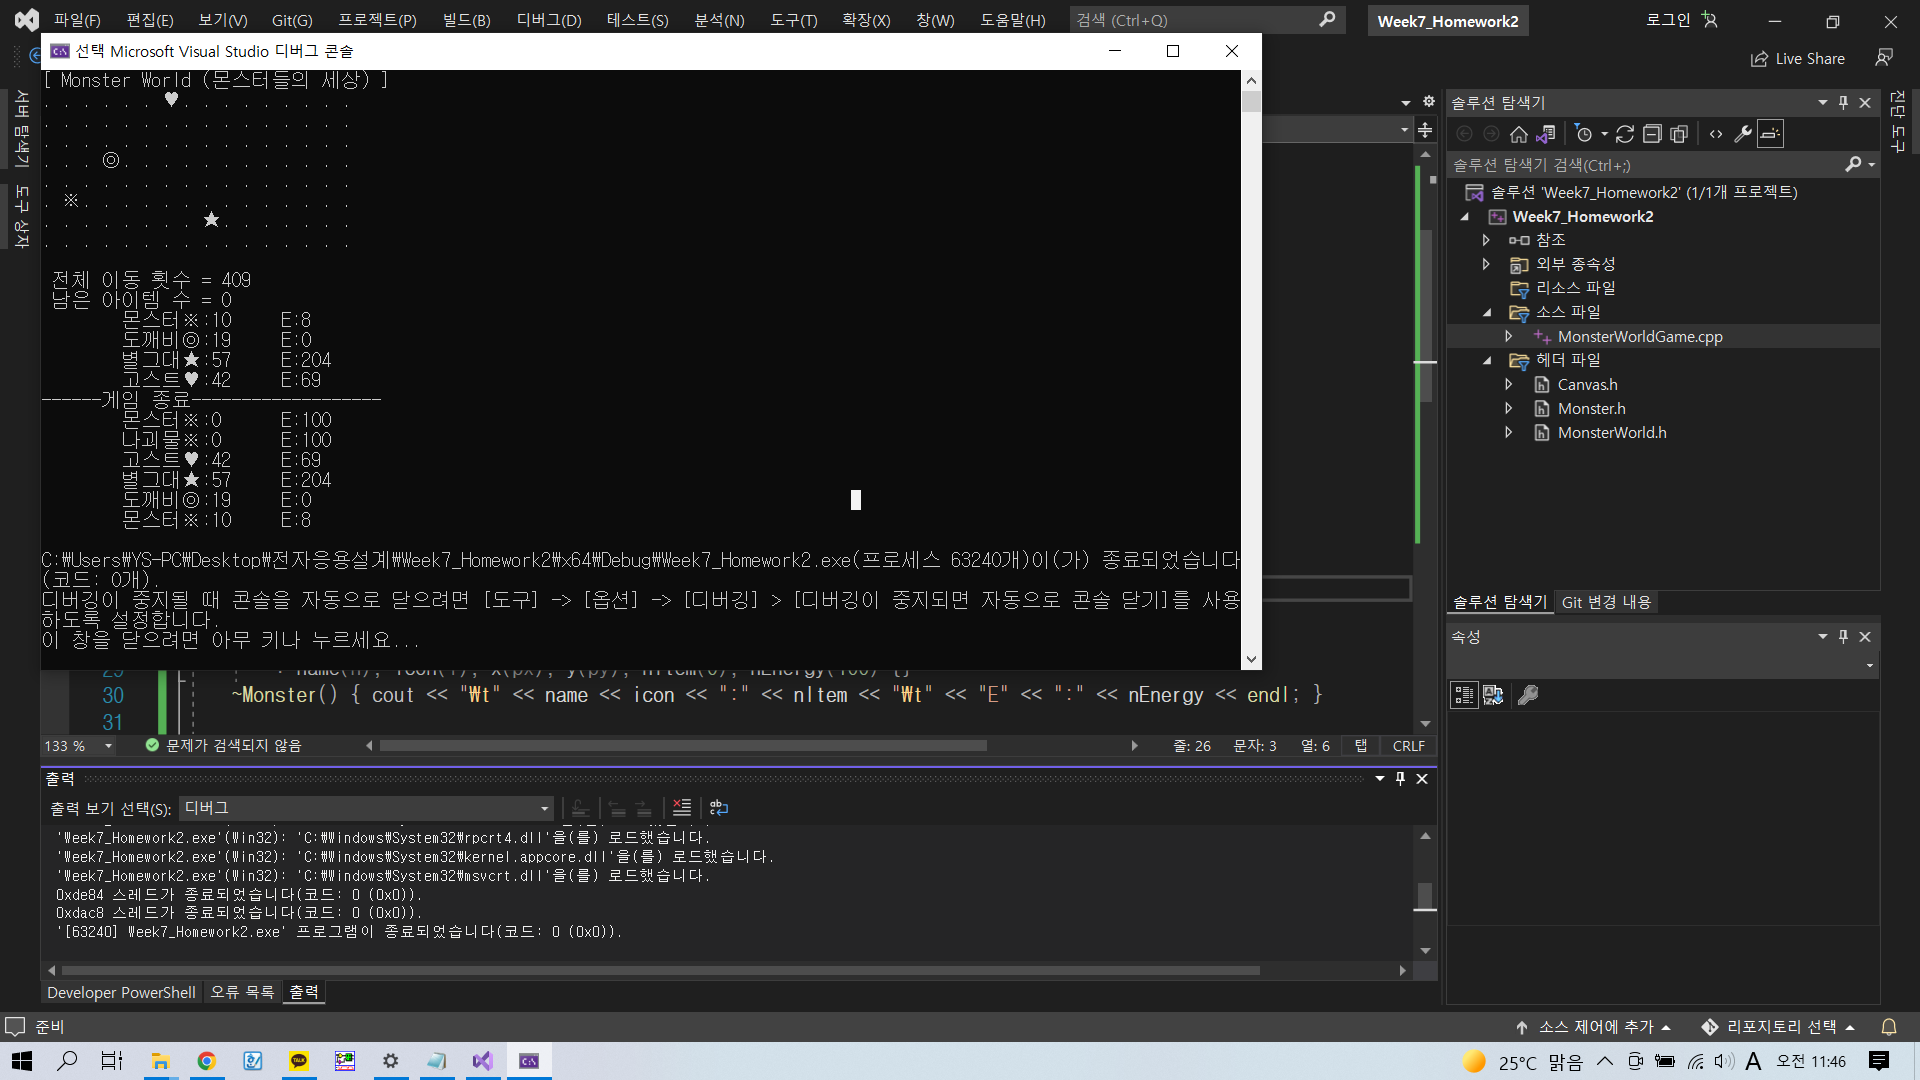 파일(F) 편집(E) 보기(V) Git(G) 프로젝트(P) 빌드(B) 디버그(D) 테스트(S) 분석(N) 도구(T) 확장(X) 창(W) 도움말(H) 검색 (Ctrl+Q) Week7_Homework2 로그인
선택 Microsoft Visual Studio 디버그 콘솔
Live Share
서버 탐색기
도구 상자
[ Monster World (몬스터들의 세상) ]
. . . . . . ♥ . . . . . . . . .
. . . . . . . . . . . . . . . .
. . . . . . . . . . . . . . . .
. . . ◎ . . . . . . . . . . . .
. . . . . . . . . . . . . . . .
. ※ . . . . . . . . . . . . . .
. . . . . . . . ★ . . . . . . .
. . . . . . . . . . . . . . . .
전체 이동 횟수 = 409
남은 아이템 수 = 0
몬스터※:10 E:8
도깨비◎:19 E:0
별그대★:57 E:204
고스트♥:42 E:69
------게임 종료-------------------
몬스터※:0 E:100
나괴물※:0 E:100
고스트♥:42 E:69
별그대★:57 E:204
도깨비◎:19 E:0
몬스터※:10 E:8
C:₩Users₩YS-PC₩Desktop₩전자응용설계₩Week7_Homework2₩x64₩Debug₩Week7_Homework2.exe(프로세스 63240개)이(가) 종료되었습니다
(코드: 0개).
디버깅이 중지될 때 콘솔을 자동으로 닫으려면 [도구] -> [옵션] -> [디버깅] > [디버깅이 중지되면 자동으로 콘솔 닫기]를 사용
하도록 설정합니다.
이 창을 닫으려면 아무 키나 누르세요...
30 ~Monster() { cout << "₩t" << name << icon << ":" << nItem << "₩t" << "E" << ":" << nEnergy << endl; }
31
133 % 문제가 검색되지 않음 줄: 26 문자: 3 열: 6 탭 CRLF
출력
출력 보기 선택(S): 디버그
'Week7_Homework2.exe'(Win32): 'C:₩Windows₩System32₩rpcrt4.dll'을(를) 로드했습니다.
'Week7_Homework2.exe'(Win32): 'C:₩Windows₩System32₩kernel.appcore.dll'을(를) 로드했습니다.
'Week7_Homework2.exe'(Win32): 'C:₩Windows₩System32₩msvcrt.dll'을(를) 로드했습니다.
0xde84 스레드가 종료되었습니다(코드: 0 (0x0)).
0xdac8 스레드가 종료되었습니다(코드: 0 (0x0)).
'[63240] Week7_Homework2.exe' 프로그램이 종료되었습니다(코드: 0 (0x0)).
Developer PowerShell 오류 목록 출력
솔루션 탐색기
솔루션 탐색기 검색(Ctrl+;)
솔루션 'Week7_Homework2' (1/1개 프로젝트)
Week7_Homework2
참조
외부 종속성
리소스 파일
소스 파일
MonsterWorldGame.cpp
헤더 파일
Canvas.h
Monster.h
MonsterWorld.h
솔루션 탐색기 Git 변경 내용
속성
진단 도구
준비 소스 제어에 추가 리포지토리 선택
25°C 맑음 A 오전 11:46